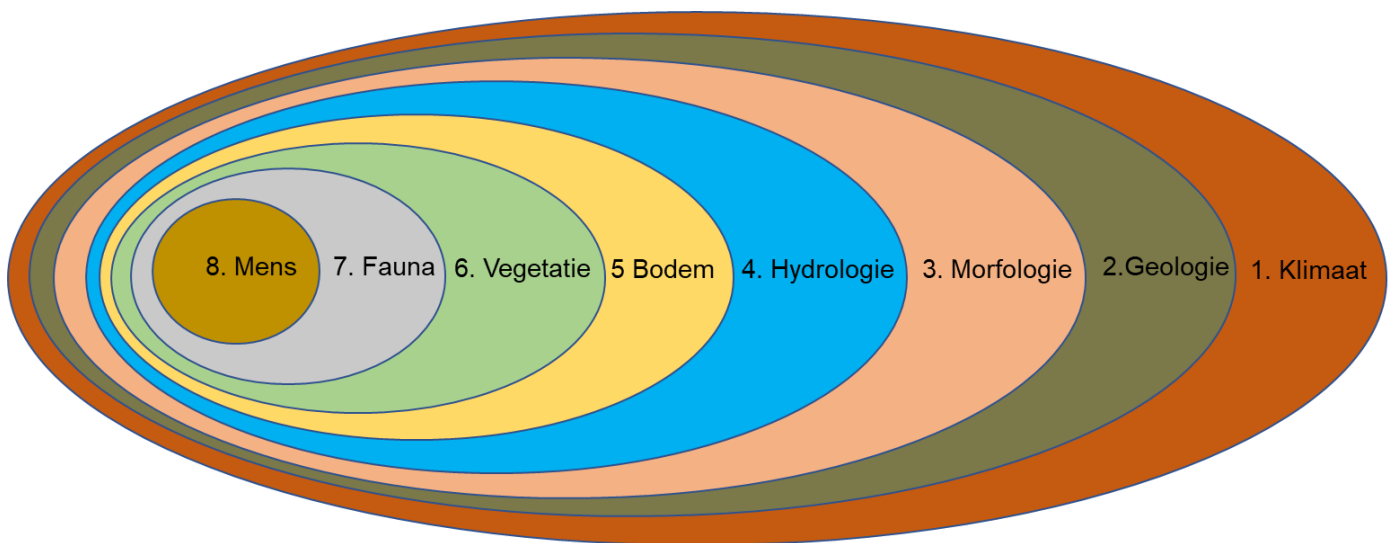 8. Mens
7. Fauna
6. Vegetatie
5 Bodem
4. Hydrologie
3. Morfologie
2.Geologie
1. Klimaat